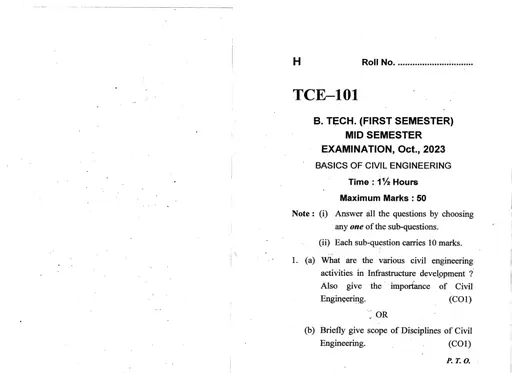 H Roll No. ..............................
TCE–101
B. TECH. (FIRST SEMESTER)
MID SEMESTER
EXAMINATION, Oct., 2023
BASICS OF CIVIL ENGINEERING
Time : 1½ Hours
Maximum Marks : 50
Note : (i) Answer all the questions by choosing
any one of the sub-questions.
(ii) Each sub-question carries 10 marks.
1. (a) What are the various civil engineering
activities in Infrastructure development ?
Also give the importance of Civil
Engineering. (CO1)
OR
(b) Briefly give scope of Disciplines of Civil
Engineering. (CO1)
P. T. O.